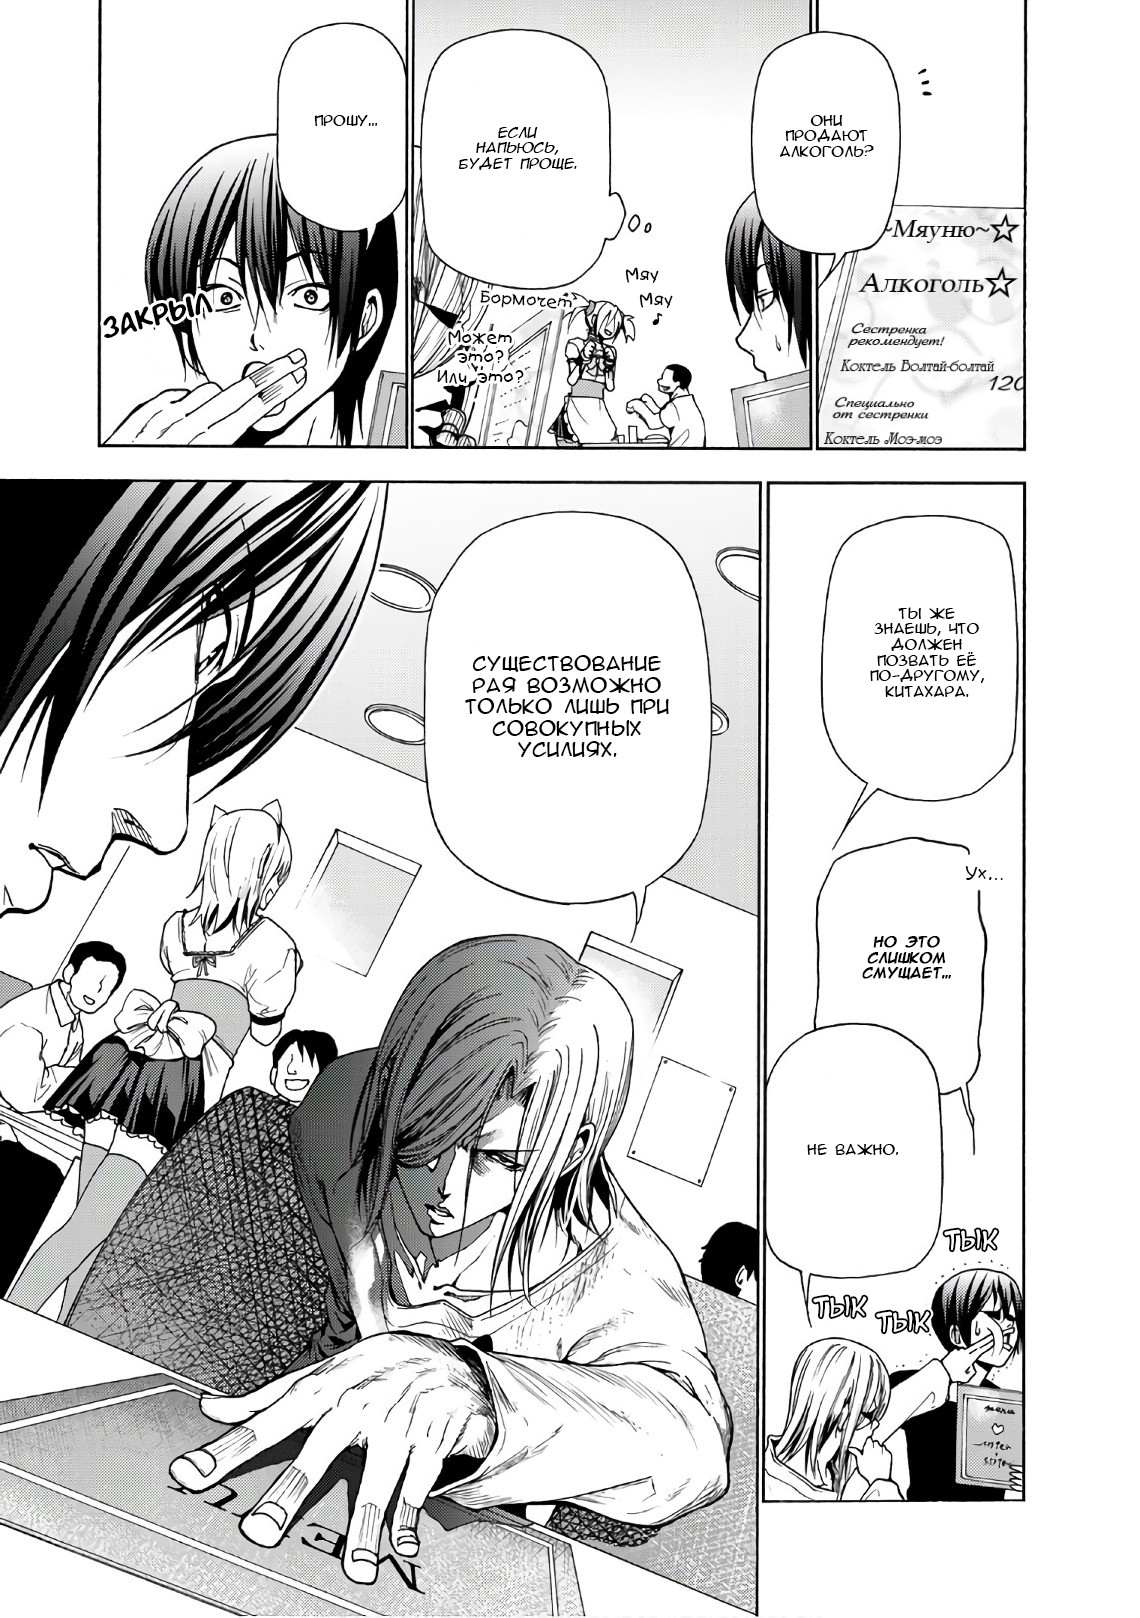 ~Мяуню~☆
Алкоголь☆
Сестренка
рекомендует!
Коктель Волтай-болтай
120
Специально
от сестренки
Коктель Моэ-моэ
ОНИ
ПРОДАЮТ
АЛКОГОЛЬ?
ЕСЛИ
НАПЬЮСЬ,
БУДЕТ ПРОЩЕ.
Мяу
Мяу
Бормочет
Может
это?
Или это?
ПРОШУ...
ЗАКРЫЛ
ТЫ ЖЕ
ЗНАЕШЬ, ЧТО
ДОЛЖЕН
ПОЗВАТЬ ЕЁ
ПО-ДРУГОМУ,
КИТАХАРА.
Ух...
НО ЭТО
СЛИШКОМ
СМУЩАЕТ...
НЕ ВАЖНО.
ТЫК
ТЫК
ТЫК
menu
СУЩЕСТВОВАНИЕ
РАЯ ВОЗМОЖНО
ТОЛЬКО ЛИШЬ ПРИ
СОВОКУПНЫХ
УСИЛИЯХ.
MENU